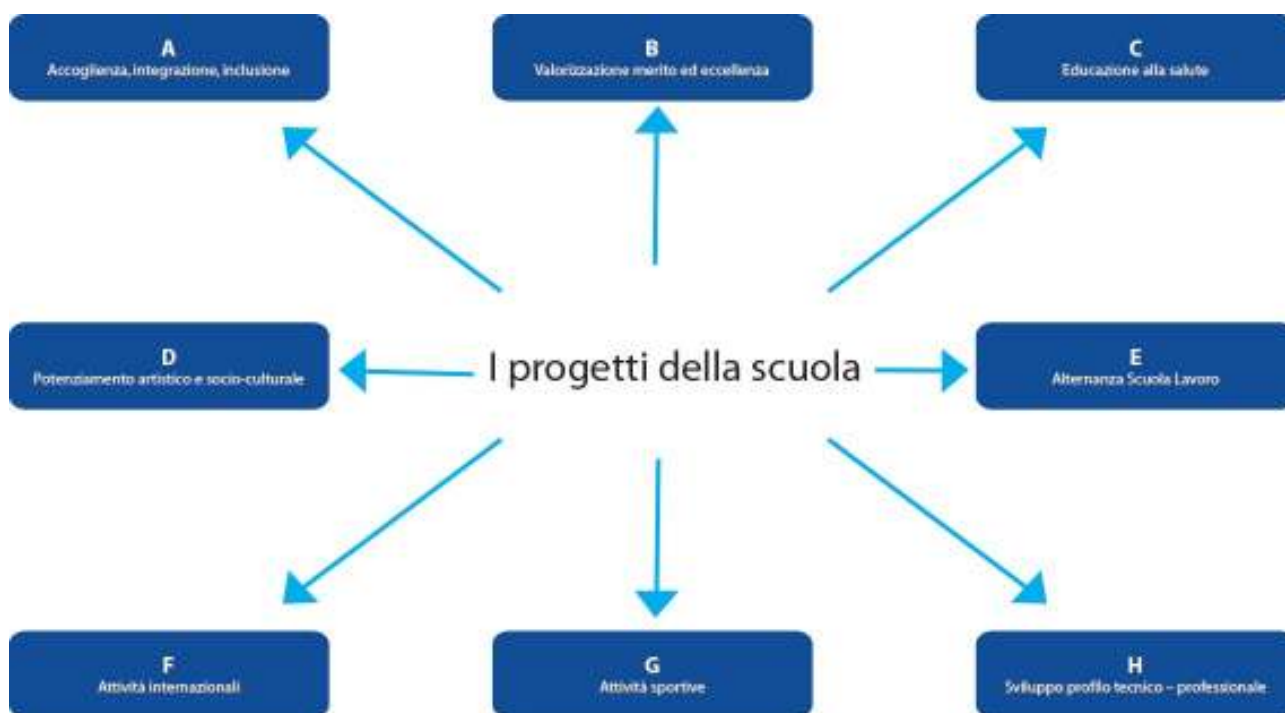 A
Accoglienza, integrazione, inclusione
B
Valorizzazione merito ed eccellenza
C
Educazione alla salute
D
Potenziamento artistico e socio-culturale
I progetti della scuola
E
Alternanza Scuola Lavoro
F
Attività internazionali
G
Attività sportive
H
Sviluppo profilo tecnico – professionale